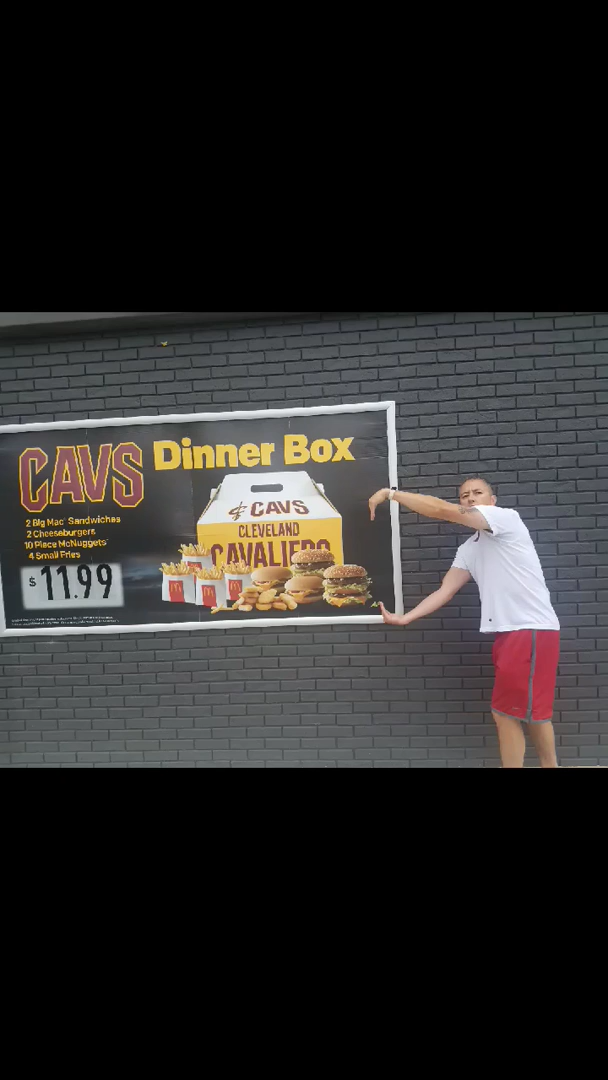 CAVS Dinner Box
2 Big Mac® Sandwiches
2 Cheeseburgers
10 Piece McNuggets®
4 Small Fries
$11.99
CAVS
CLEVELAND
CAVALIERS